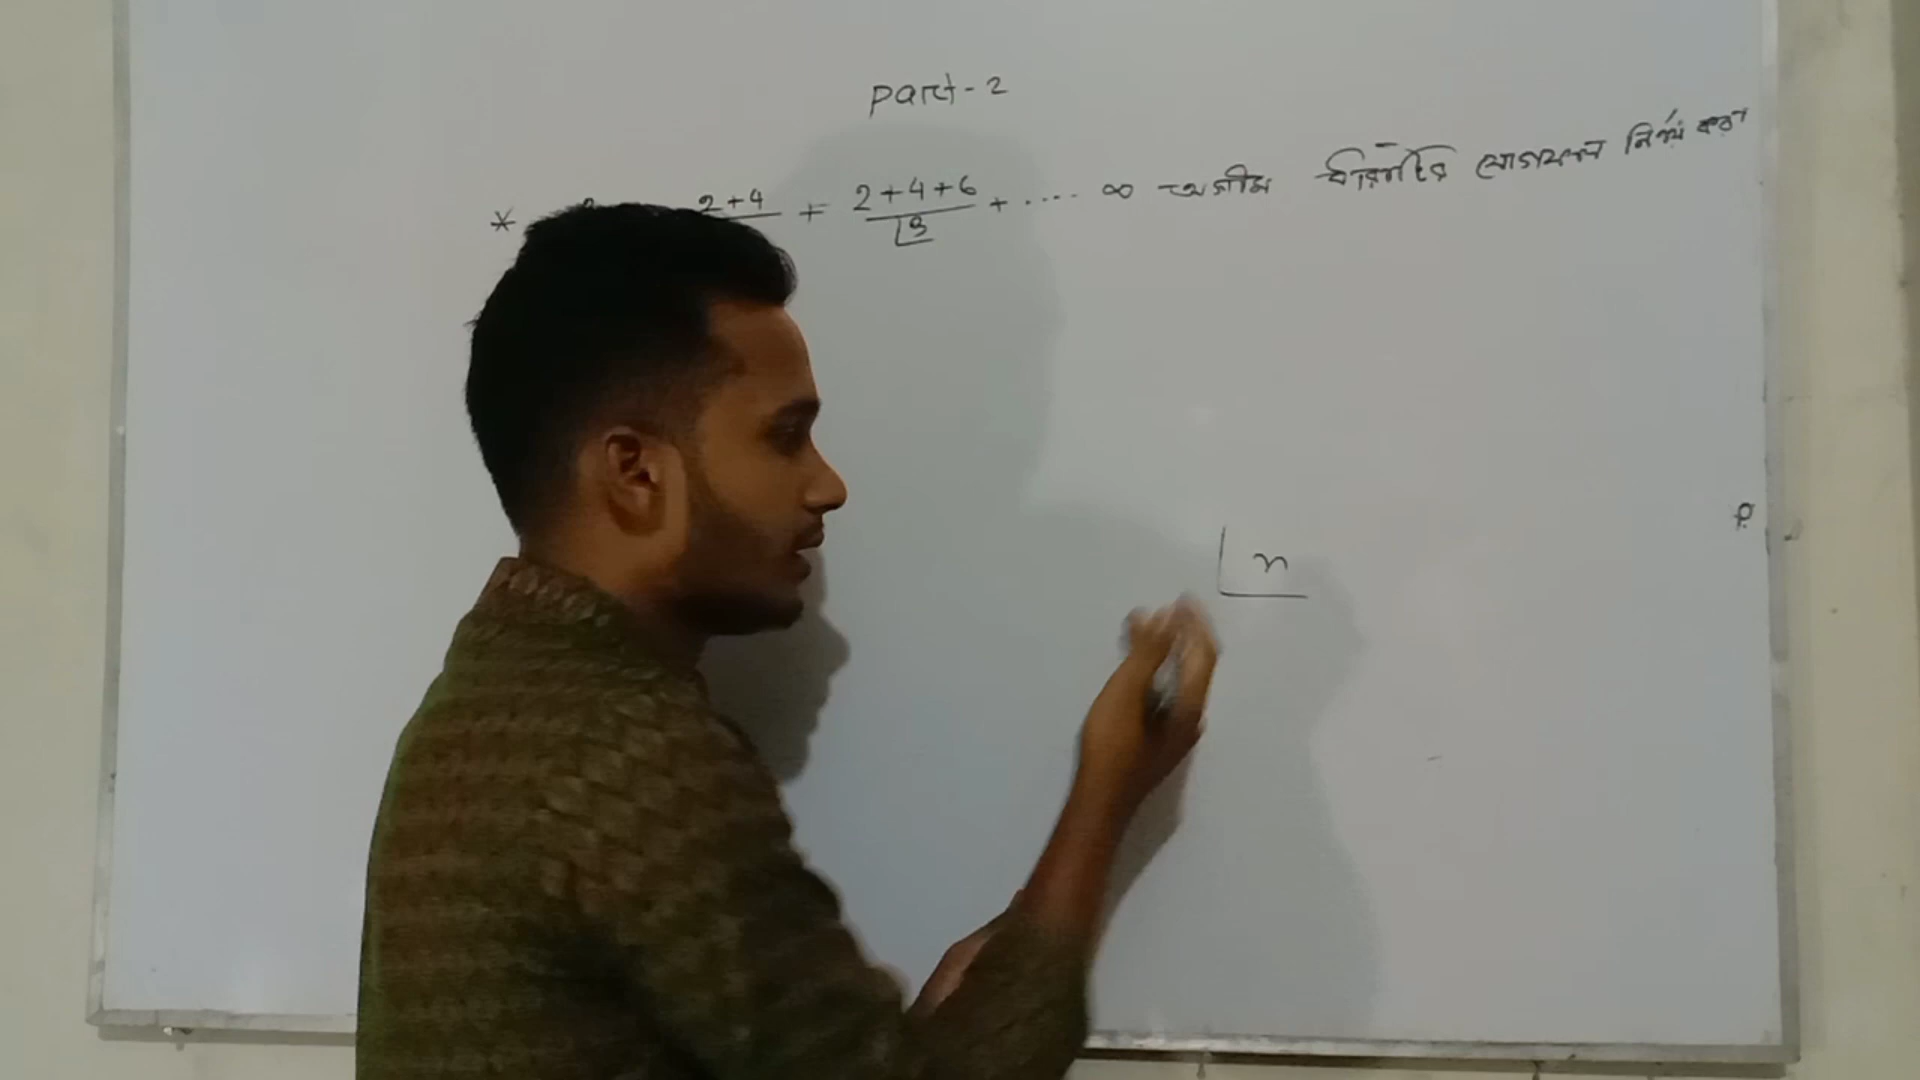 Part-2
* 2+4 + 2+4+6 / ⌊3 + .... ∞ অসীম ধারাটির যোগফল নির্ণয় কর
⌊n